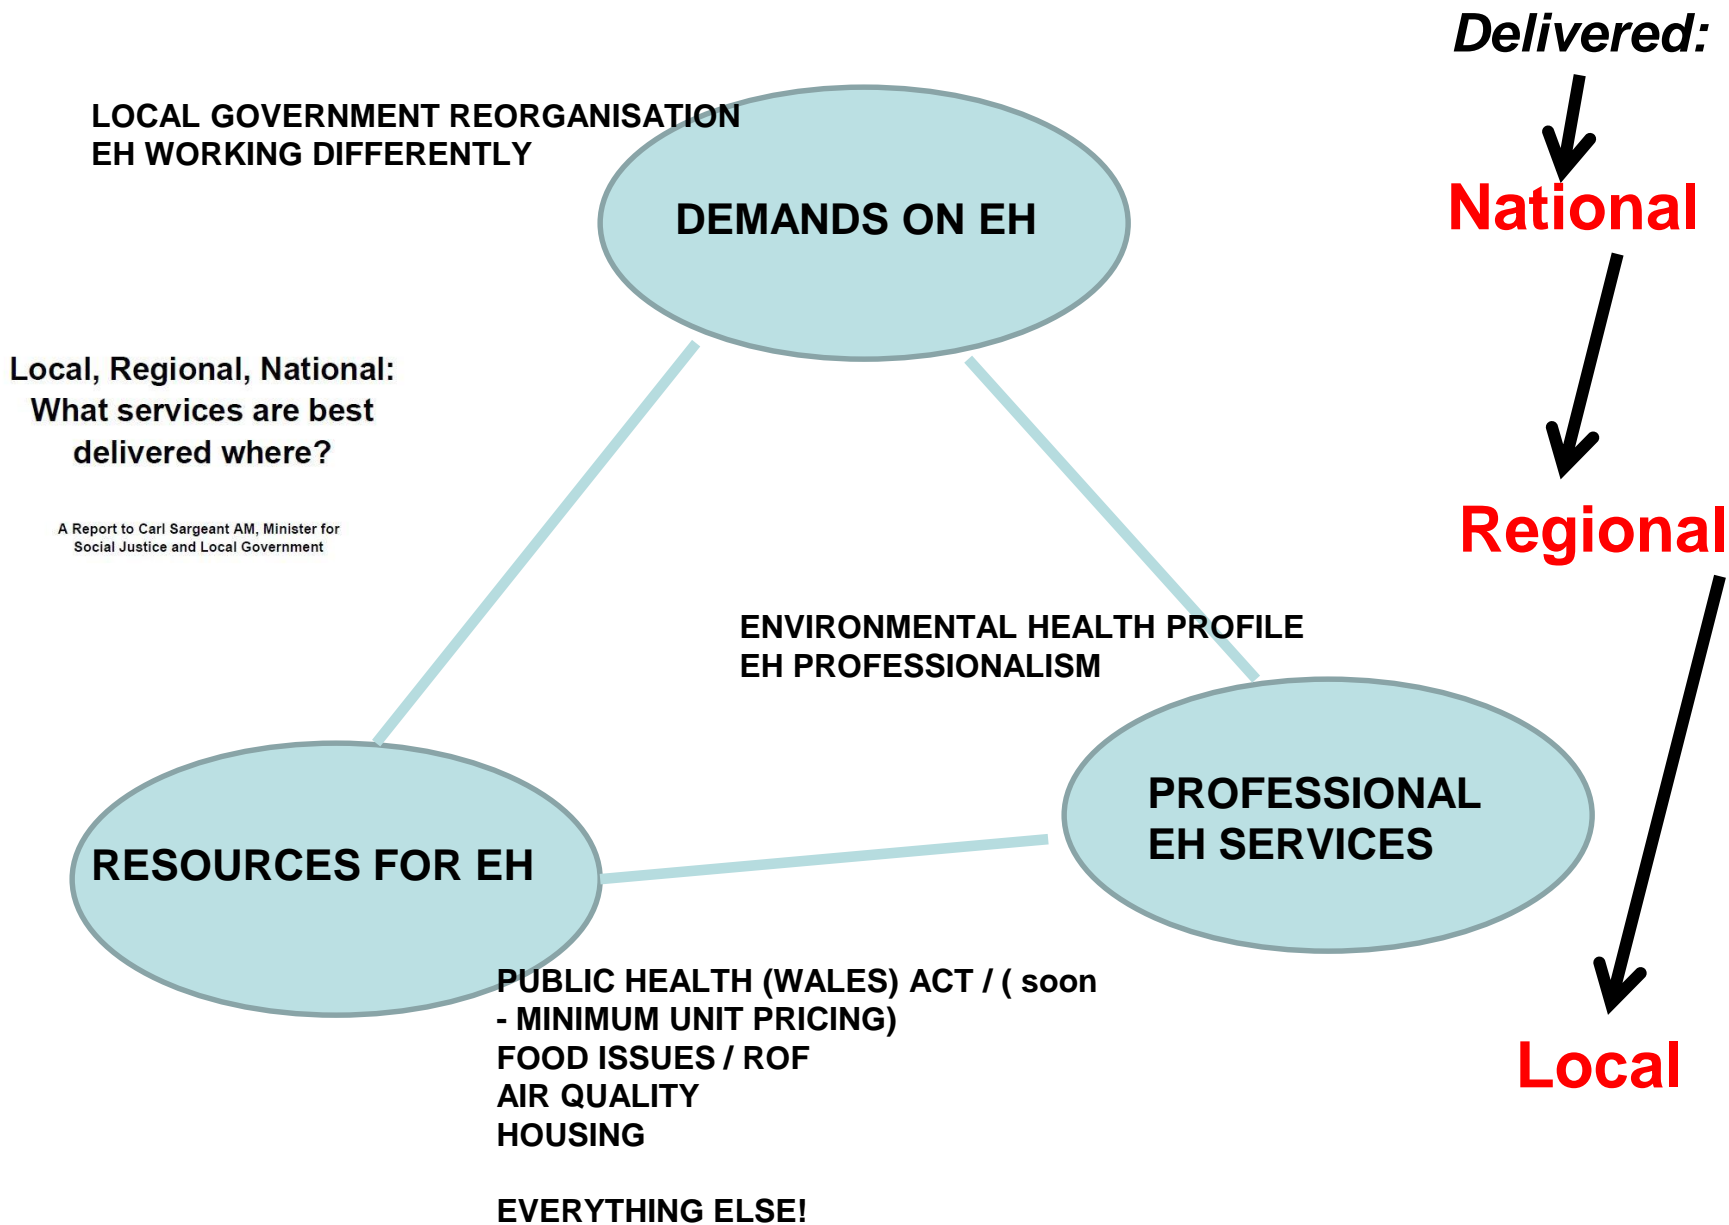 Delivered:
LOCAL GOVERNMENT REORGANISATION
EH WORKING DIFFERENTLY
DEMANDS ON EH
National
Local, Regional, National:
What services are best
delivered where?
A Report to Carl Sargeant AM, Minister for
Social Justice and Local Government
Regional
ENVIRONMENTAL HEALTH PROFILE
EH PROFESSIONALISM
PROFESSIONAL
EH SERVICES
RESOURCES FOR EH
PUBLIC HEALTH (WALES) ACT / ( soon
- MINIMUM UNIT PRICING)
FOOD ISSUES / ROF
AIR QUALITY
HOUSING
EVERYTHING ELSE!
Local